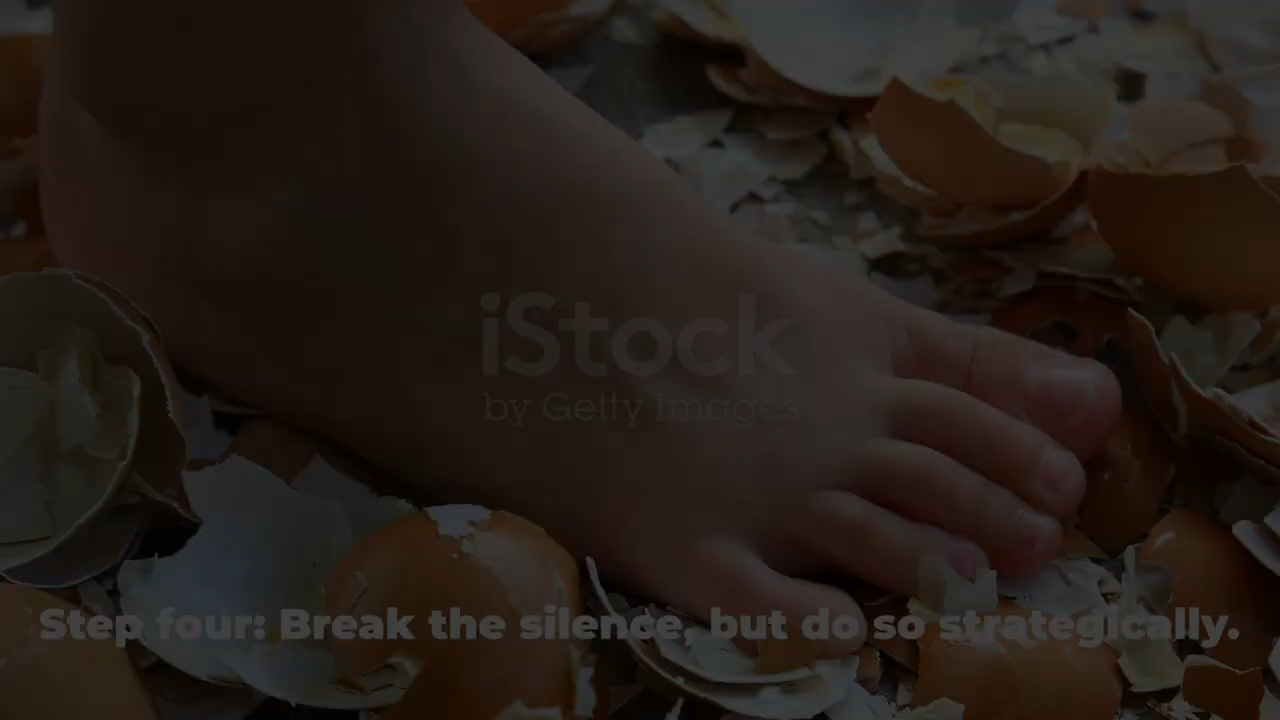 iStock
by Getty Images
Step four: Break the silence, but do so strategically.